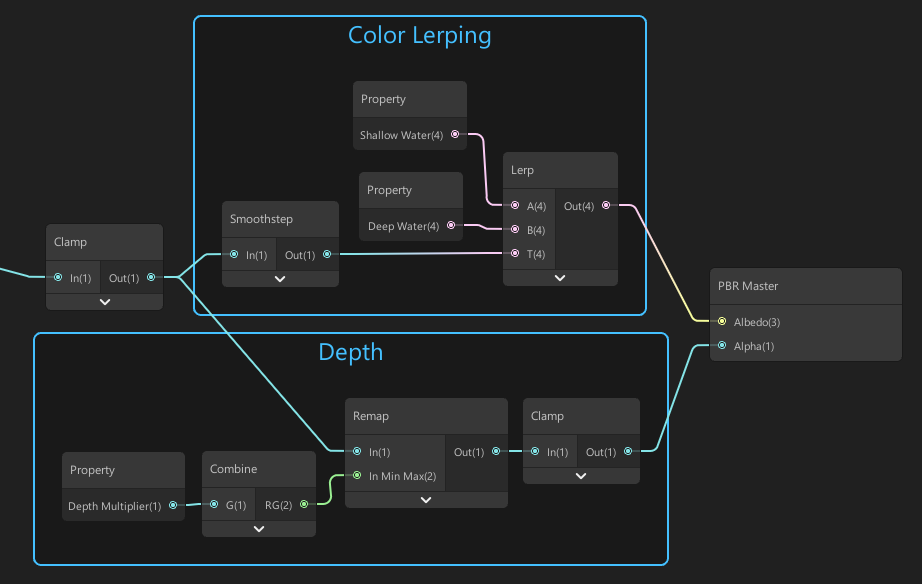 Color Lerping
Property
Shallow Water(4)
Property
Deep Water(4)
Lerp
A(4)
Out(4)
B(4)
T(4)
Smoothstep
In(1)
Out(1)
Clamp
In(1)
Out(1)
PBR Master
Albedo(3)
Alpha(1)
Depth
Property
Depth Multiplier(1)
Combine
G(1)
RG(2)
Remap
In(1)
Out(1)
In Min Max(2)
Clamp
In(1)
Out(1)